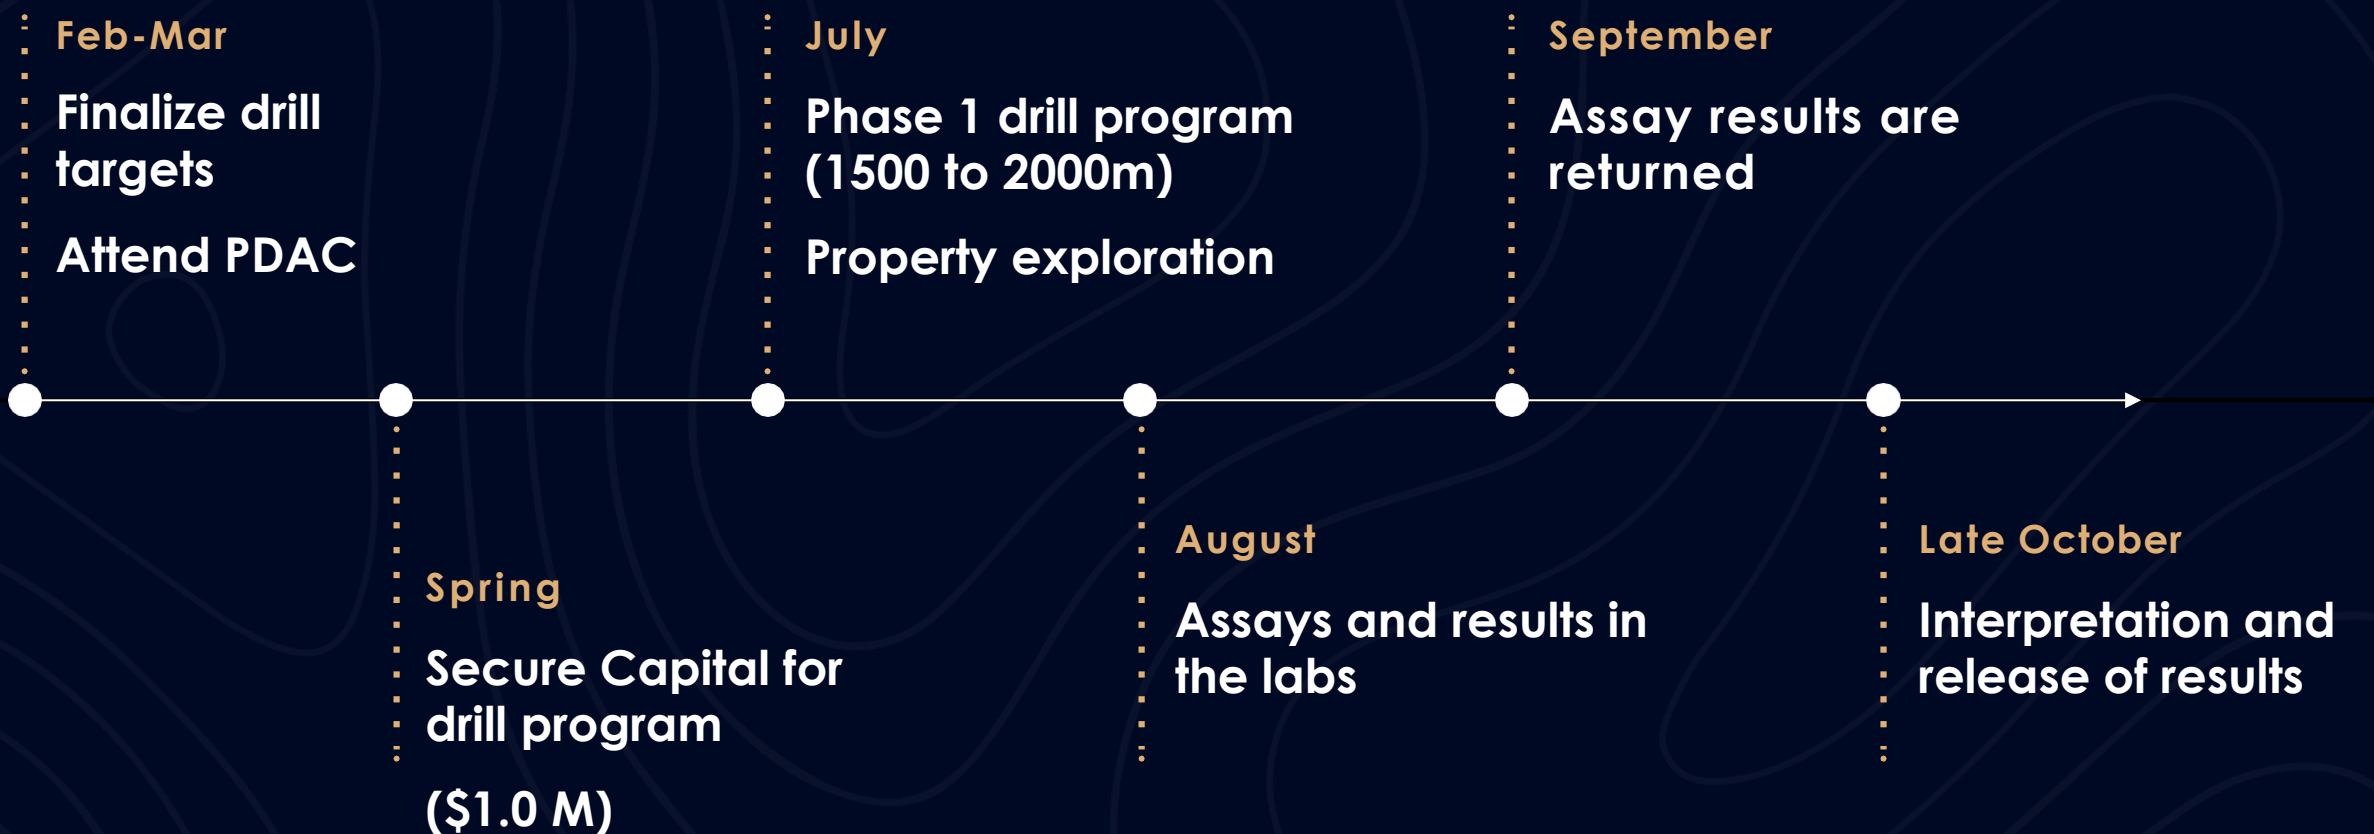 Feb-Mar
Finalize drill
targets
Attend PDAC
Spring
Secure Capital for
drill program
($1.0 M)
July
Phase 1 drill program
(1500 to 2000m)
Property exploration
August
Assays and results in
the labs
September
Assay results are
returned
Late October
Interpretation and
release of results